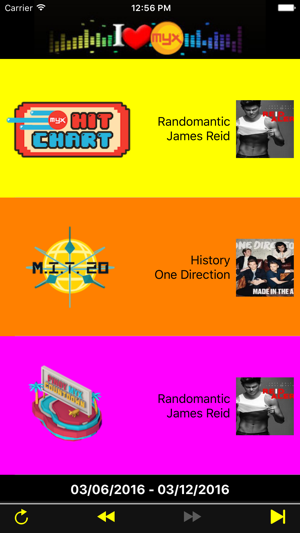 Carrier
12:56 PM
I
myx
myx
HIT
CHART
Randomantic
James Reid
M.I.T. 20
History
One Direction
ONE DIRECTION
MADE IN THE A
COUNTDOWN
Randomantic
James Reid
03/06/2016 - 03/12/2016